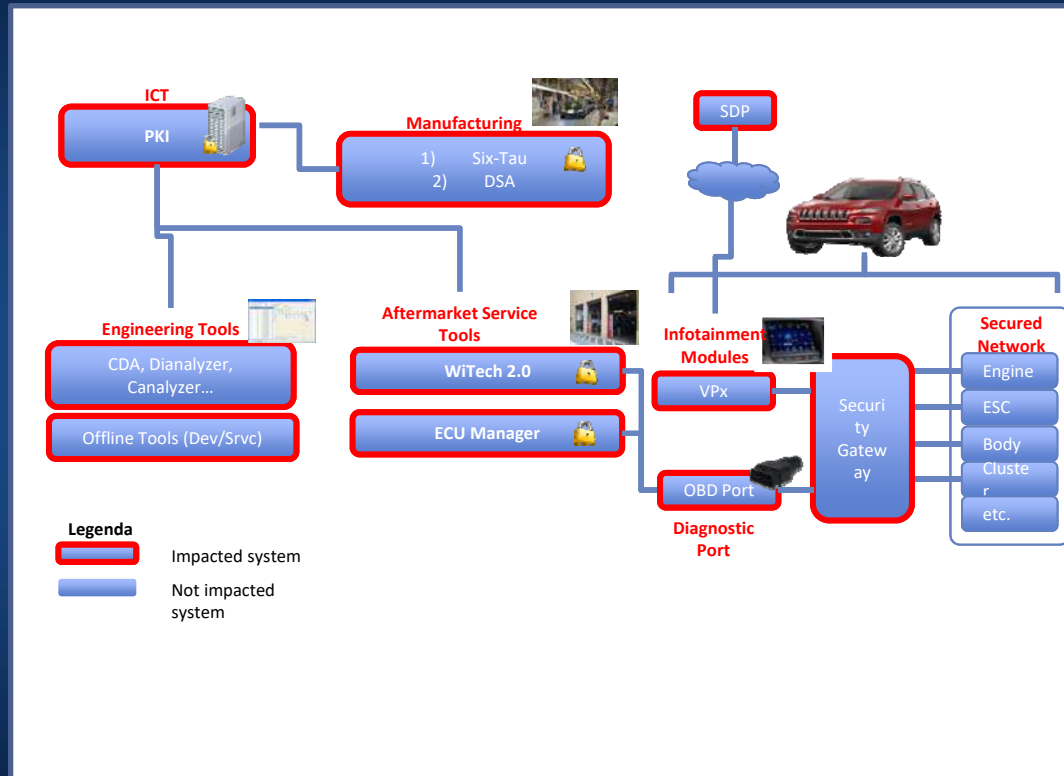 ICT
PKI
Manufacturing
1) Six-Tau
2) DSA
SDP
Engineering Tools
CDA, Dianalyzer,
Canalyzer...
Offline Tools (Dev/Srvc)
Aftermarket Service
Tools
WiTech 2.0
ECU Manager
Infotainment
Modules
VPx
OBD Port
Diagnostic
Port
Securi
ty
Gatew
ay
Secured
Network
Engine
ESC
Body
Cluste
r
etc.
Legenda
Impacted system
Not impacted
system